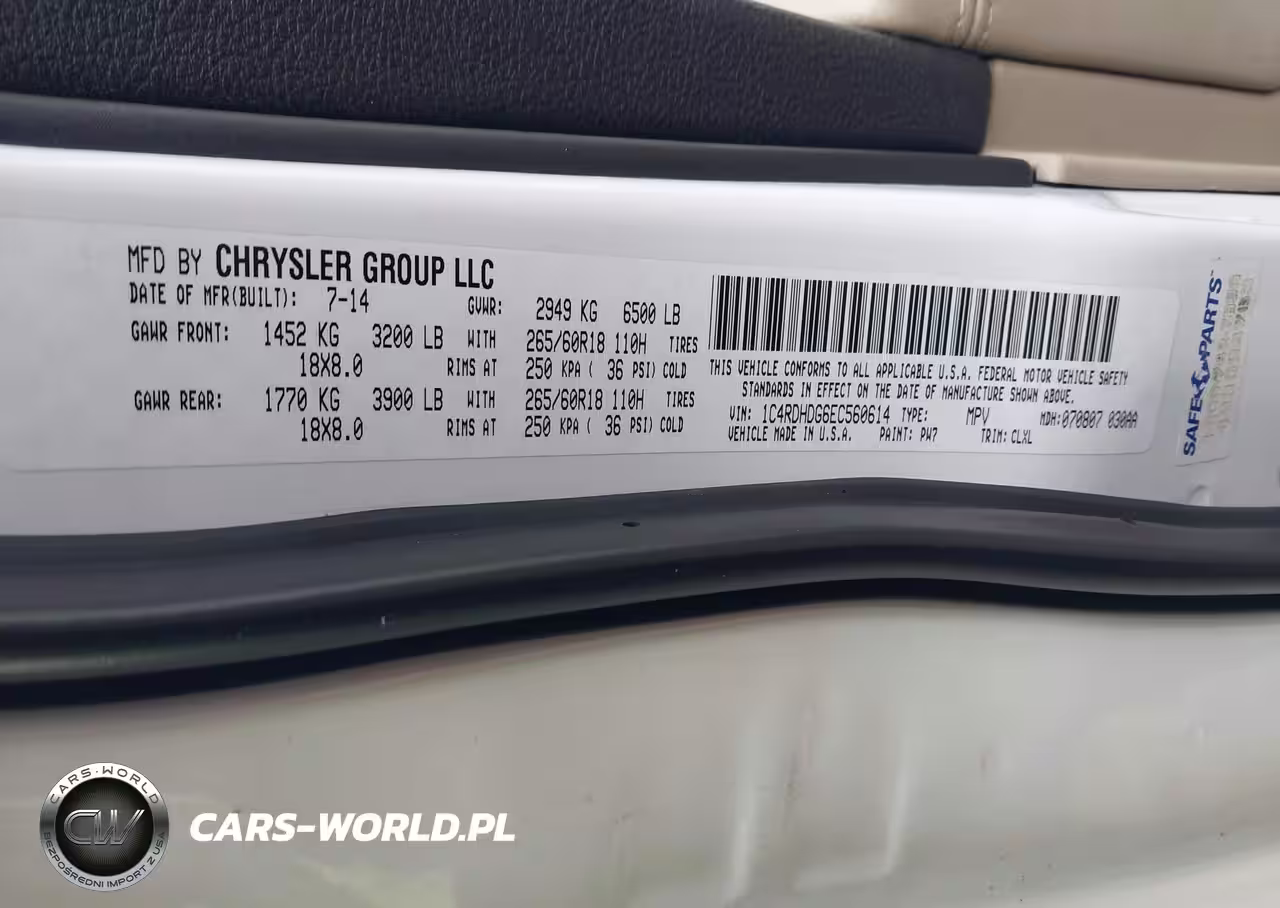 MFD BY CHRYSLER GROUP LLC
DATE OF MFR(BUILT): 7-14 GVWR: 2949 KG 6500 LB
GAWR FRONT: 1452 KG 3200 LB WITH 265/60R18 110H TIRES
18X8.0 RIMS AT 250 KPA ( 36 PSI) COLD
GAWR REAR: 1770 KG 3900 LB WITH 265/60R18 110H TIRES
18X8.0 RIMS AT 250 KPA ( 36 PSI) COLD
THIS VEHICLE CONFORMS TO ALL APPLICABLE U.S.A. FEDERAL MOTOR VEHICLE SAFETY
STANDARDS IN EFFECT ON THE DATE OF MANUFACTURE SHOWN ABOVE.
VIN: 1C4RDHDG6EC560614 TYPE: MPV MDH:070807 030AA
VEHICLE MADE IN U.S.A. PAINT: PW7 TRIM: CLXL
SAFE PARTS™
CARS-WORLD
CW
BEZPOŚREDNI IMPORT Z USA
CARS-WORLD.PL